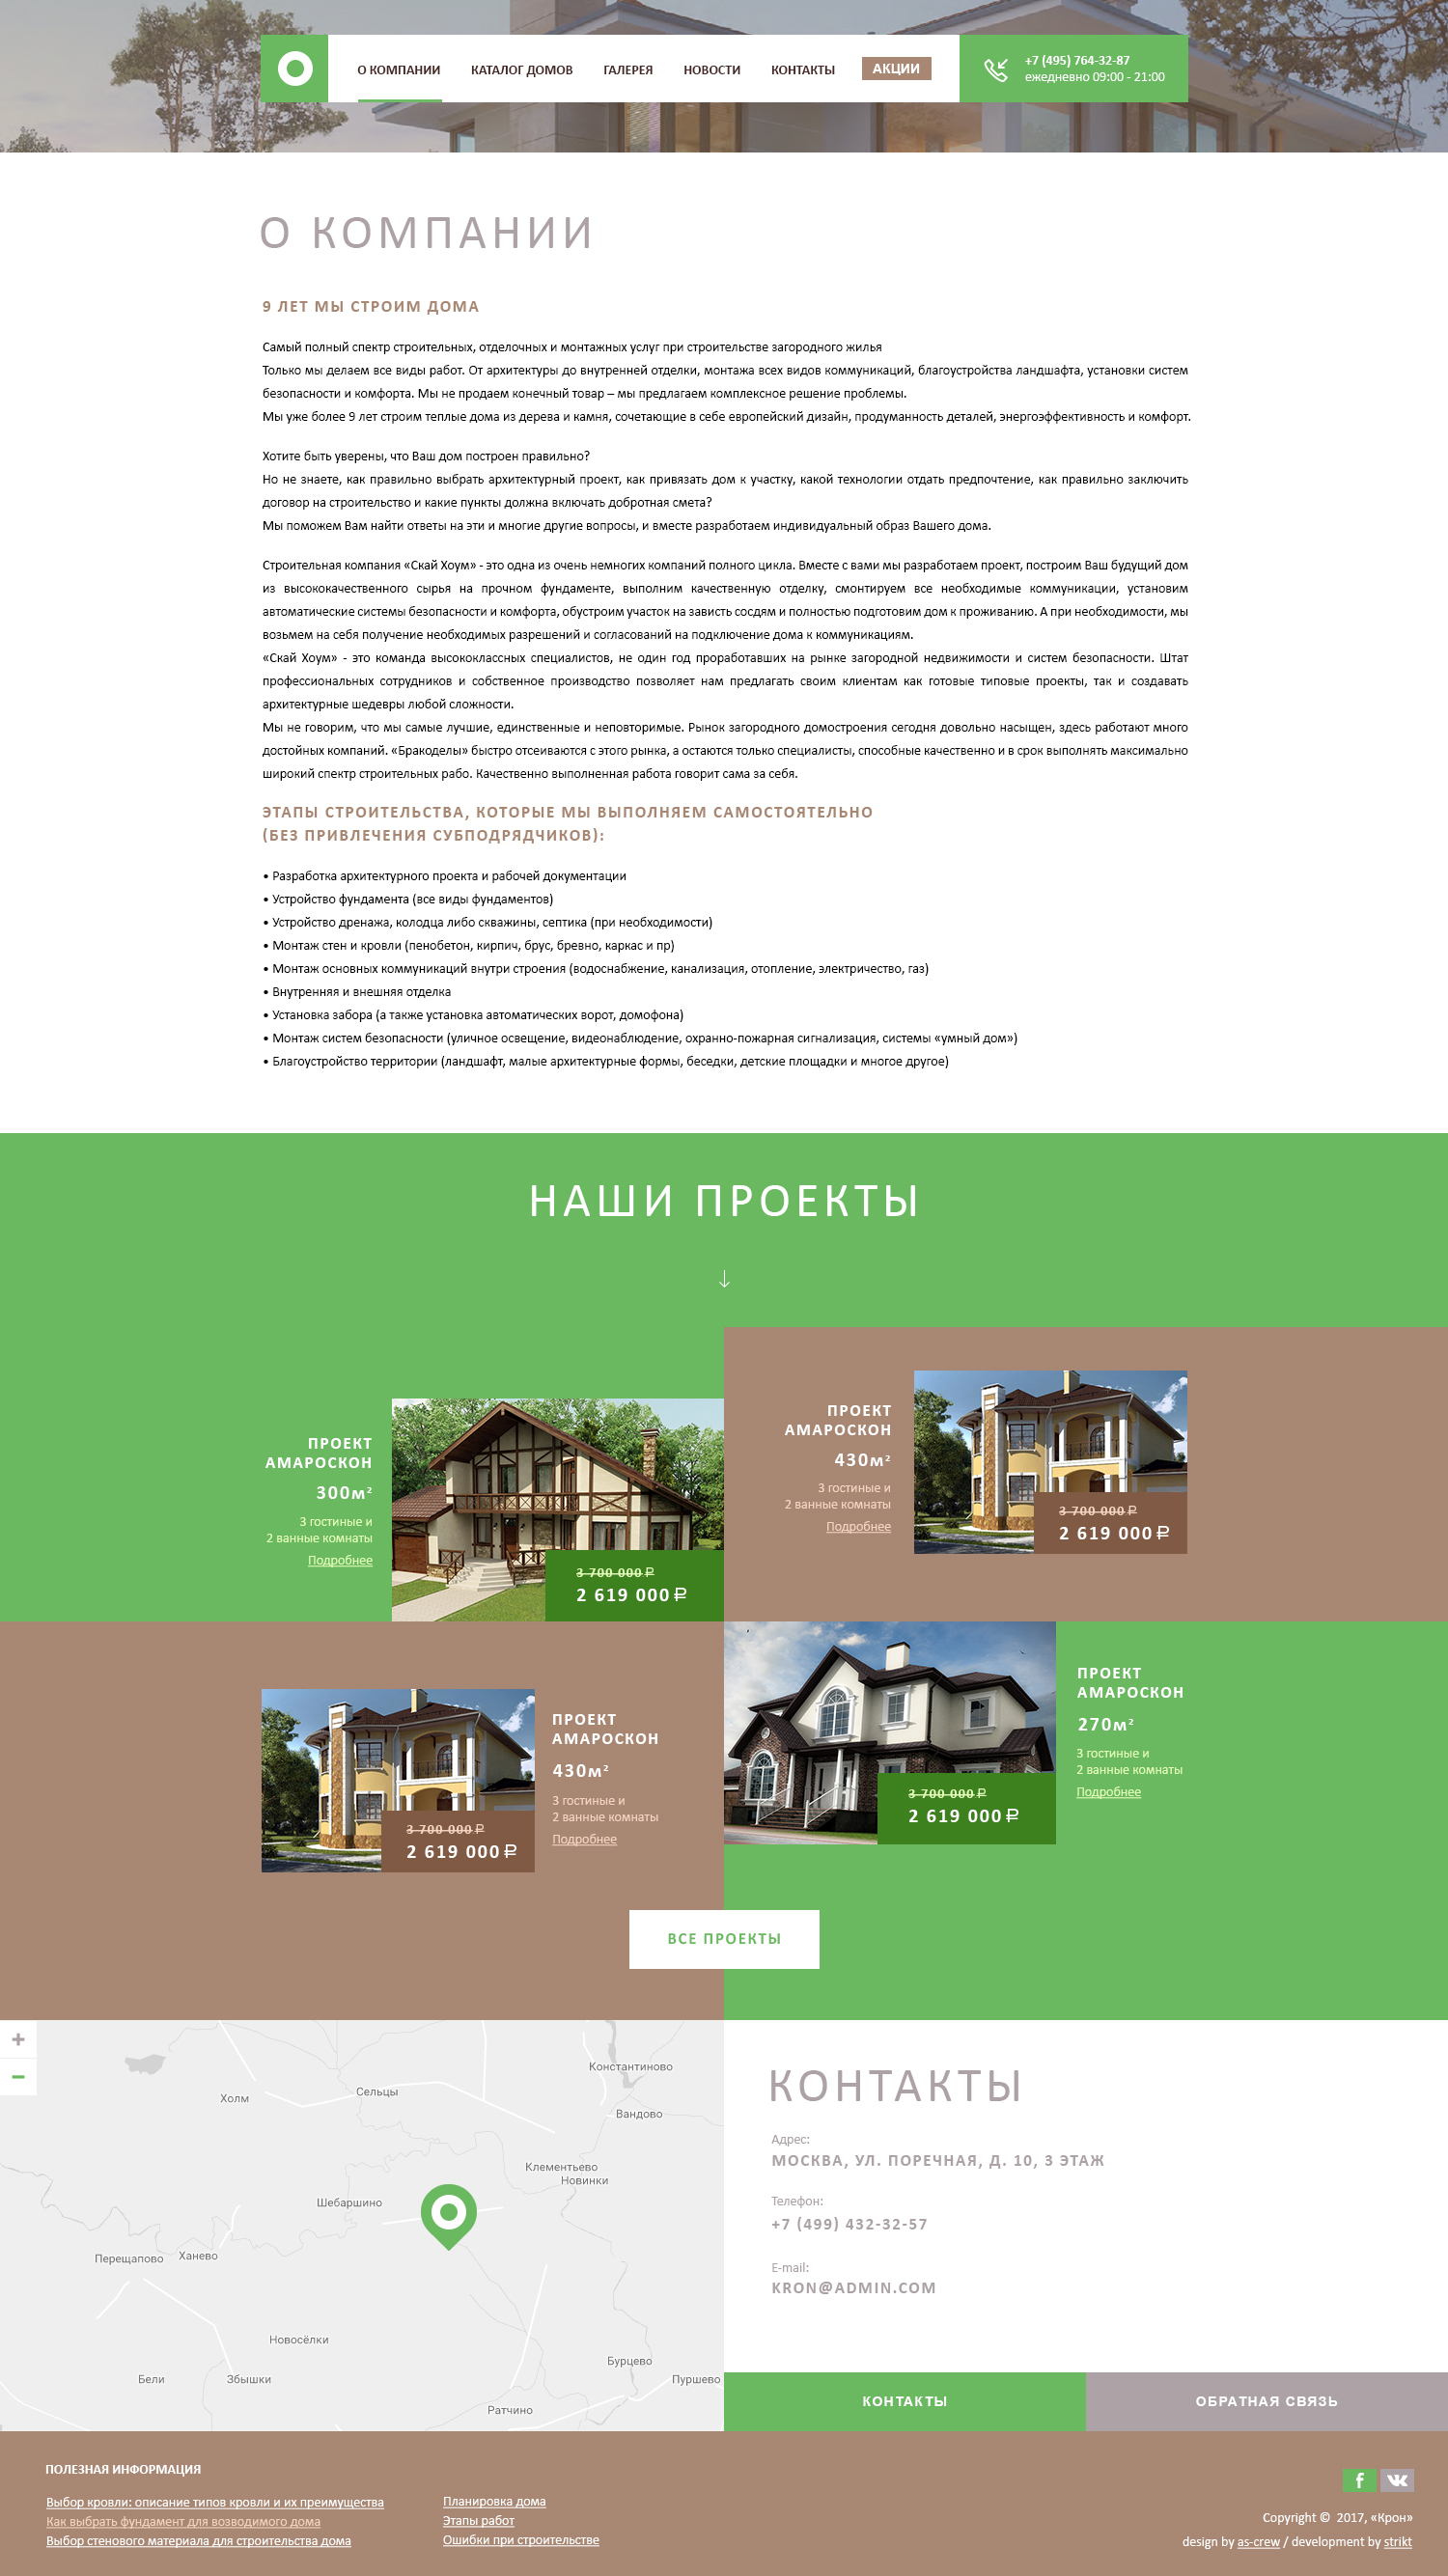 О КОМПАНИИ
КАТАЛОГ ДОМОВ
ГАЛЕРЕЯ
НОВОСТИ
КОНТАКТЫ
АКЦИИ
+7 (495) 764-32-87
ежедневно 09:00 - 21:00
О КОМПАНИИ
9 ЛЕТ МЫ СТРОИМ ДОМА
Самый полный спектр строительных, отделочных и монтажных услуг при строительстве загородного жилья
Только мы делаем все виды работ. От архитектуры до внутренней отделки, монтажа всех видов коммуникаций, благоустройства ландшафта, установки систем
безопасности и комфорта. Мы не продаем конечный товар – мы предлагаем комплексное решение проблемы.
Мы уже более 9 лет строим теплые дома из дерева и камня, сочетающие в себе европейский дизайн, продуманность деталей, энергоэффективность и комфорт.
Хотите быть уверены, что Ваш дом построен правильно?
Но не знаете, как правильно выбрать архитектурный проект, как привязать дом к участку, какой технологии отдать предпочтение, как правильно заключить
договор на строительство и какие пункты должна включать добротная смета?
Мы поможем Вам найти ответы на эти и многие другие вопросы, и вместе разработаем индивидуальный образ Вашего дома.
Строительная компания «Скай Хоум» - это одна из очень немногих компаний полного цикла. Вместе с вами мы разработаем проект, построим Ваш будущий дом
из высококачественного сырья на прочном фундаменте, выполним качественную отделку, смонтируем все необходимые коммуникации, установим
автоматические системы безопасности и комфорта, обустроим участок на зависть сосдям и полностью подготовим дом к проживанию. А при необходимости, мы
возьмем на себя получение необходимых разрешений и согласований на подключение дома к коммуникациям.
«Скай Хоум» - это команда высококлассных специалистов, не один год проработавших на рынке загородной недвижимости и систем безопасности. Штат
профессиональных сотрудников и собственное производство позволяет нам предлагать своим клиентам как готовые типовые проекты, так и создавать
архитектурные шедевры любой сложности.
Мы не говорим, что мы самые лучшие, единственные и неповторимые. Рынок загородного домостроения сегодня довольно насыщен, здесь работают много
достойных компаний. «Бракоделы» быстро отсеиваются с этого рынка, а остаются только специалисты, способные качественно и в срок выполнять максимально
широкий спектр строительных рабо. Качественно выполненная работа говорит сама за себя.
ЭТАПЫ СТРОИТЕЛЬСТВА, КОТОРЫЕ МЫ ВЫПОЛНЯЕМ САМОСТОЯТЕЛЬНО
(БЕЗ ПРИВЛЕЧЕНИЯ СУБПОДРЯДЧИКОВ):
• Разработка архитектурного проекта и рабочей документации
• Устройство фундамента (все виды фундаментов)
• Устройство дренажа, колодца либо скважины, септика (при необходимости)
• Монтаж стен и кровли (пенобетон, кирпич, брус, бревно, каркас и пр)
• Монтаж основных коммуникаций внутри строения (водоснабжение, канализация, отопление, электричество, газ)
• Внутренняя и внешняя отделка
• Установка забора (а также установка автоматических ворот, домофона)
• Монтаж систем безопасности (уличное освещение, видеонаблюдение, охранно-пожарная сигнализация, системы «умный дом»)
• Благоустройство территории (ландшафт, малые архитектурные формы, беседки, детские площадки и многое другое)
НАШИ ПРОЕКТЫ
ПРОЕКТ
АМАРОСКОН
300м²
3 гостиные и
2 ванные комнаты
Подробнее
3 700 000 ₽
2 619 000 ₽
ПРОЕКТ
АМАРОСКОН
430м²
3 гостиные и
2 ванные комнаты
Подробнее
3 700 000 ₽
2 619 000 ₽
3 700 000 ₽
2 619 000 ₽
ПРОЕКТ
АМАРОСКОН
430м²
3 гостиные и
2 ванные комнаты
Подробнее
3 700 000 ₽
2 619 000 ₽
ПРОЕКТ
АМАРОСКОН
270м²
3 гостиные и
2 ванные комнаты
Подробнее
ВСЕ ПРОЕКТЫ
Константиново
Сельцы
Холм
Вандово
Клементьево
Новинки
Шебаршино
Ханево
Перещапово
Новосёлки
Бурцево
Бели
Збышки
Пуршево
Ратчино
КОНТАКТЫ
Адрес:
МОСКВА, УЛ. ПОРЕЧНАЯ, Д. 10, 3 ЭТАЖ
Телефон:
+7 (499) 432-32-57
E-mail:
KRON@ADMIN.COM
КОНТАКТЫ
ОБРАТНАЯ СВЯЗЬ
ПОЛЕЗНАЯ ИНФОРМАЦИЯ
Выбор кровли: описание типов кровли и их преимущества
Как выбрать фундамент для возводимого дома
Выбор стенового материала для строительства дома
Планировка дома
Этапы работ
Ошибки при строительстве
Copyright © 2017, «Крон»
design by as-crew / development by strikt